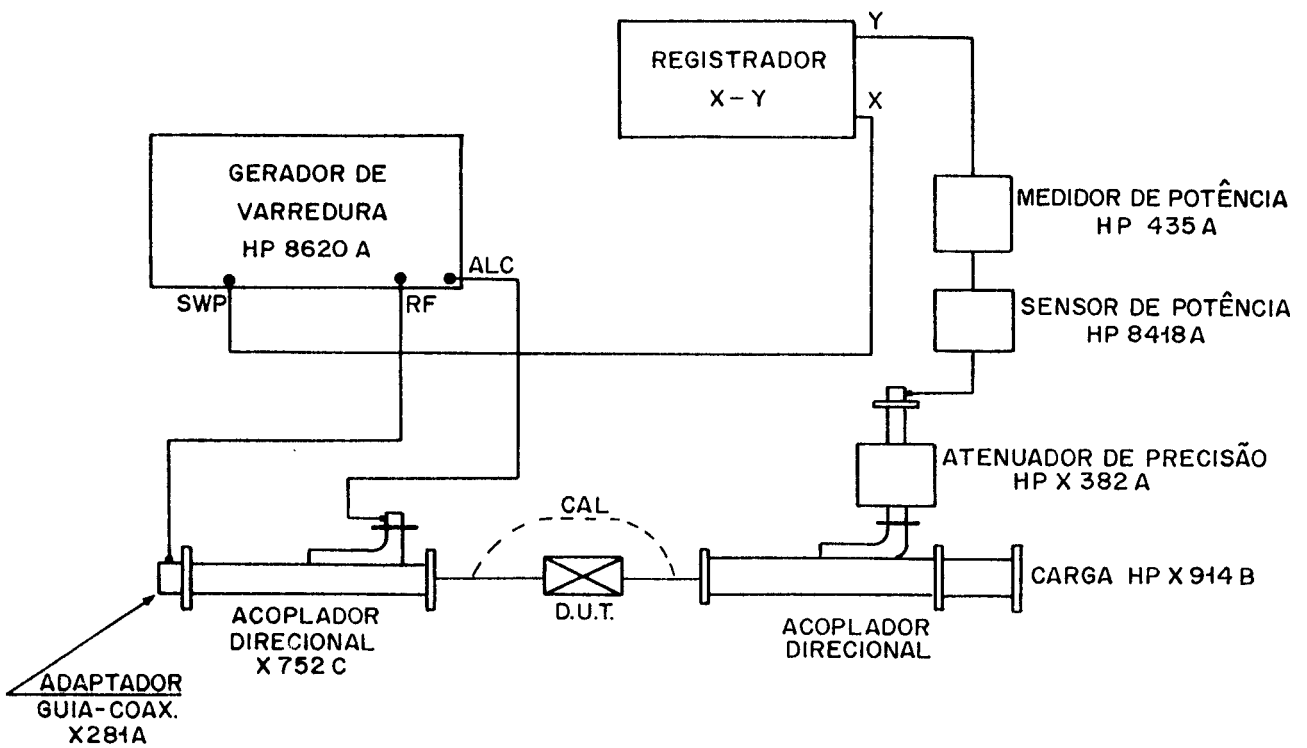 Y
REGISTRADOR
X-Y
X
GERADOR DE
VARREDURA
HP 8620 A
ALC
SWP
RF
MEDIDOR DE POTÊNCIA
HP 435 A
SENSOR DE POTÊNCIA
HP 8418 A
ATENUADOR DE PRECISÃO
HP X 382 A
CAL
CARGA HP X 914 B
D.U.T.
ACOPLADOR
DIRECIONAL
X 752 C
ACOPLADOR
DIRECIONAL
ADAPTADOR
GUIA-COAX.
X281A